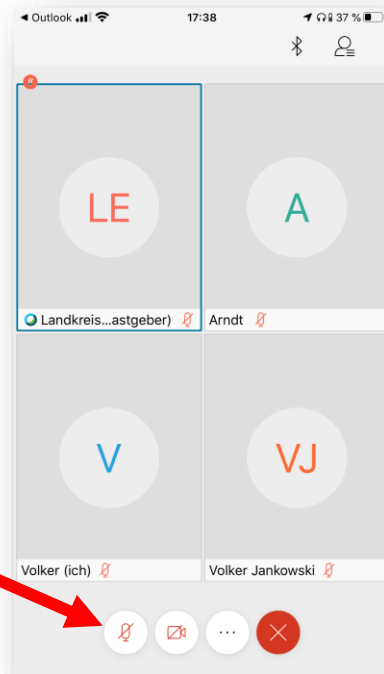 Outlook 17:38 37 %
LE
A
Landkreis...astgeber)
Arndt
V
VJ
Volker (ich)
Volker Jankowski